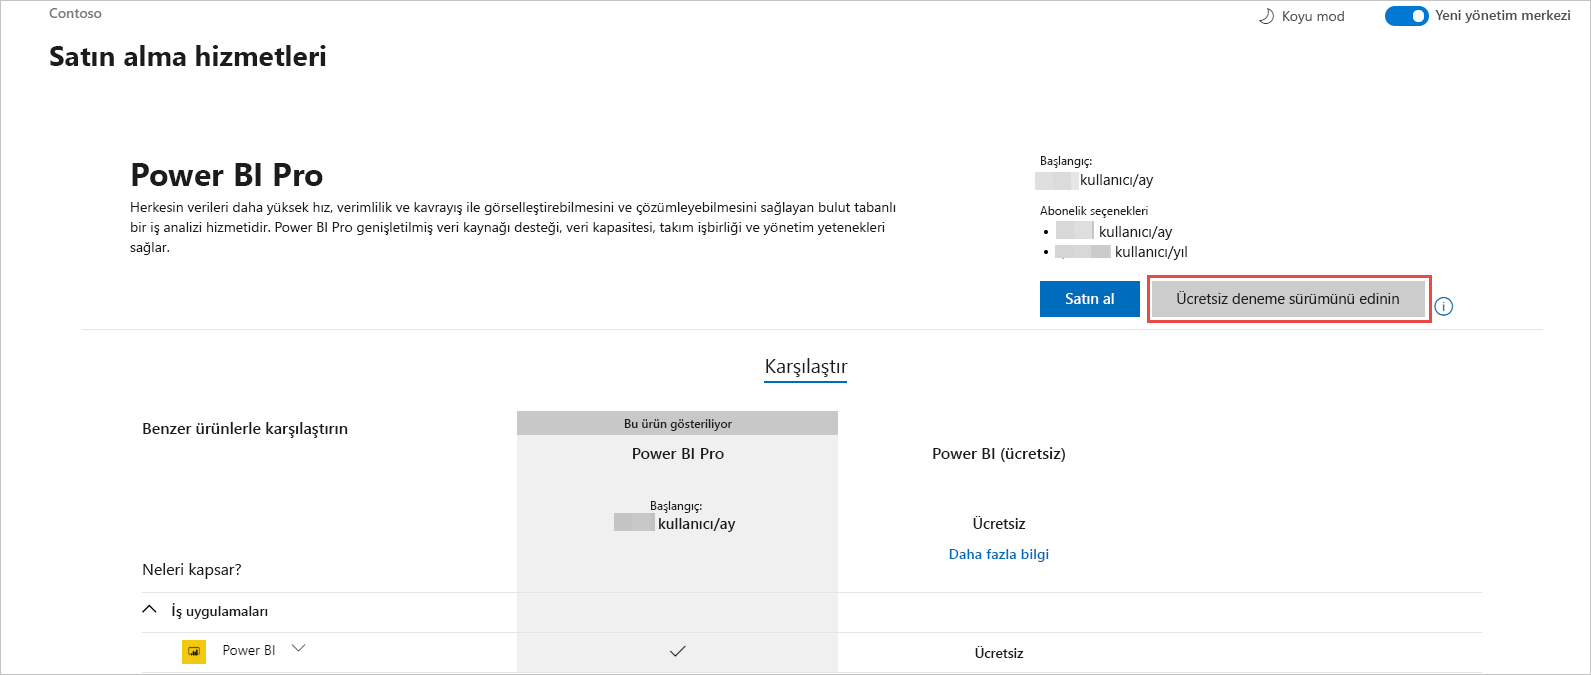 Contoso
Koyu mod
Yeni yönetim merkezi
Satın alma hizmetleri
Power BI Pro
Herkesin verileri daha yüksek hız, verimlilik ve kavrayış ile görselleştirebilmesini ve çözümleyebilmesini sağlayan bulut tabanlı
bir iş analizi hizmetidir. Power BI Pro genişletilmiş veri kaynağı desteği, veri kapasitesi, takım işbirliği ve yönetim yetenekleri
sağlar.
Başlangıç:
kullanıcı/ay
Abonelik seçenekleri
• kullanıcı/ay
• kullanıcı/yıl
Satın al
Ücretsiz deneme sürümünü edinin
Karşılaştır
Benzer ürünlerle karşılaştırın
Bu ürün gösteriliyor
Power BI Pro
Power BI (ücretsiz)
Başlangıç:
kullanıcı/ay
Ücretsiz
Daha fazla bilgi
Neleri kapsar?
İş uygulamaları
Power BI
Ücretsiz